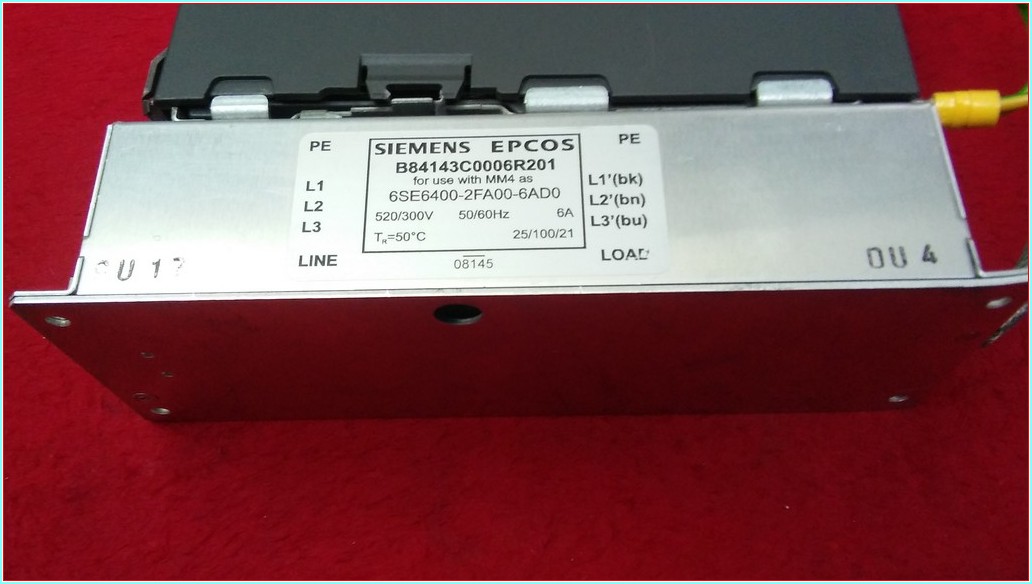 PE
L1
L2
L3
LINE
SIEMENS EPCOS
B84143C0006R201
for use with MM4 as
6SE6400-2FA00-6AD0
520/300V 50/60Hz 6A
TR=50°C 25/100/21
08145
PE
L1'(bk)
L2'(bn)
L3'(bu)
LOAD
U 17
OU 4